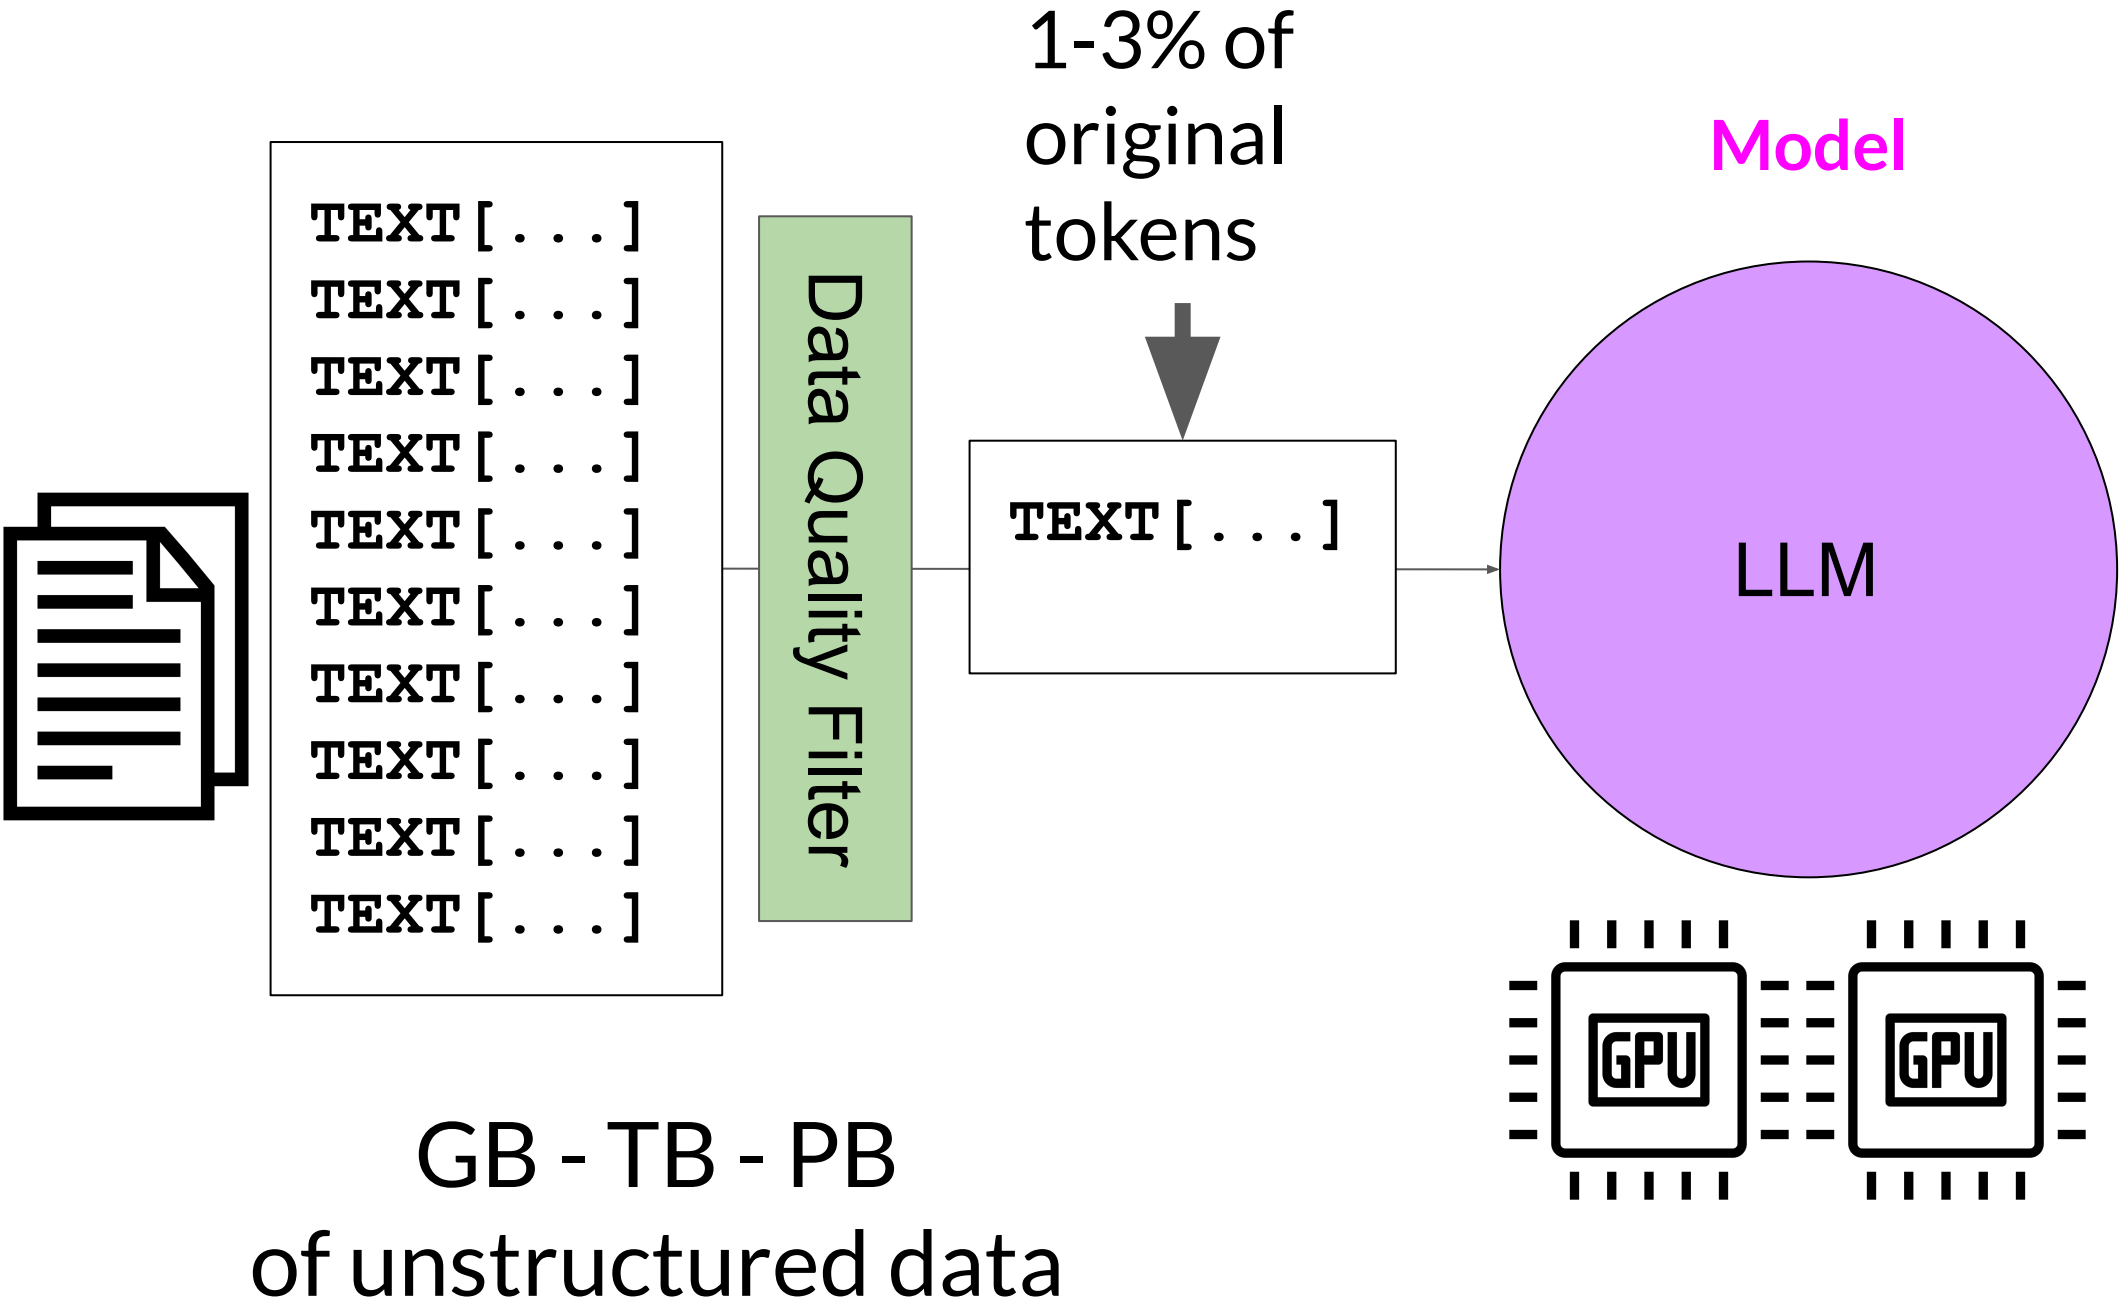 1-3% of
original
tokens
Model
TEXT[...]
TEXT[...]
TEXT[...]
TEXT[...]
TEXT[...]
TEXT[...]
TEXT[...]
TEXT[...]
TEXT[...]
TEXT[...]
Data Quality Filter
TEXT[...]
LLM
GPU
GPU
GB - TB - PB
of unstructured data